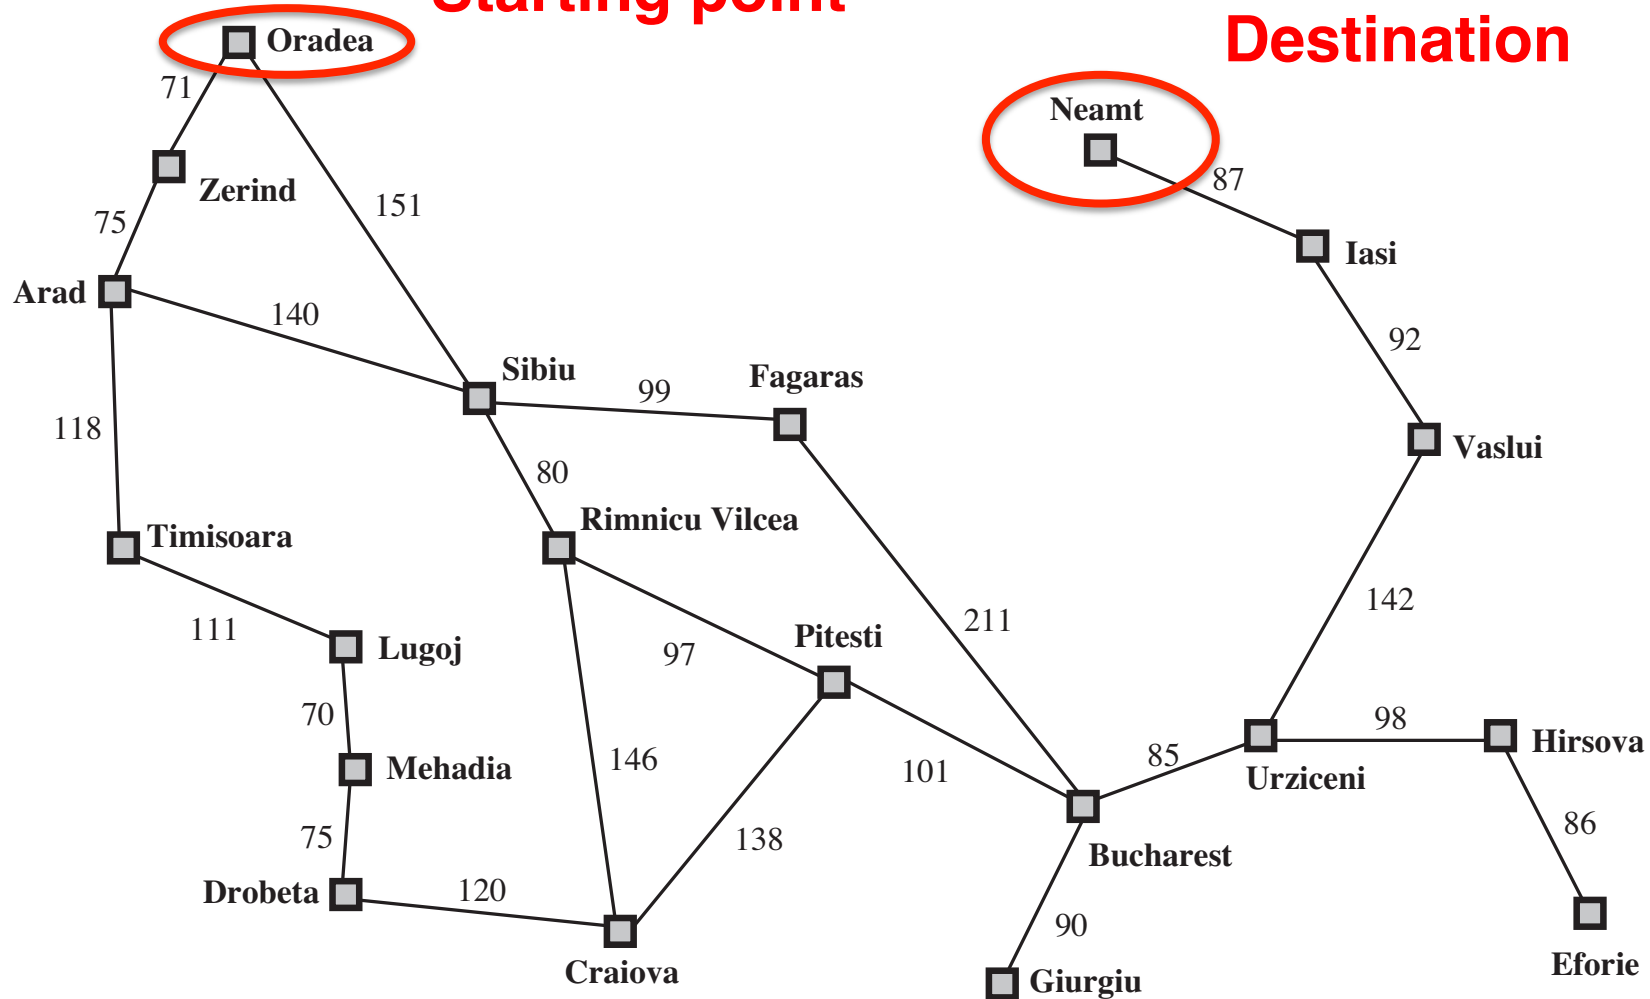 Starting point
Destination
Oradea
Neamt
71
87
Zerind
151
75
Iasi
Arad
140
92
Sibiu
99
Fagaras
118
Vaslui
80
Rimnicu Vilcea
Timisoara
142
211
111
Pitesti
Lugoj
97
70
98
Hirsova
146
85
Mehadia
101
Urziceni
86
75
138
Bucharest
Drobeta
120
90
Craiova
Giurgiu
Eforie